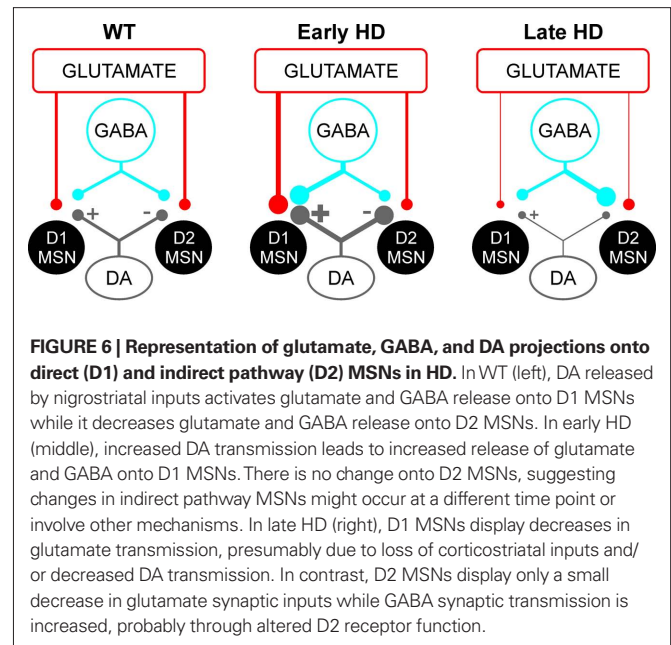 WT Early HD Late HD
GLUTAMATE GLUTAMATE GLUTAMATE
GABA GABA GABA
+ - + - +
D1 MSN D2 MSN D1 MSN D2 MSN D1 MSN D2 MSN
DA DA DA
FIGURE 6 | Representation of glutamate, GABA, and DA projections onto
direct (D1) and indirect pathway (D2) MSNs in HD. In WT (left), DA released
by nigrostriatal inputs activates glutamate and GABA release onto D1 MSNs
while it decreases glutamate and GABA release onto D2 MSNs. In early HD
(middle), increased DA transmission leads to increased release of glutamate
and GABA onto D1 MSNs. There is no change onto D2 MSNs, suggesting
changes in indirect pathway MSNs might occur at a different time point or
involve other mechanisms. In late HD (right), D1 MSNs display decreases in
glutamate transmission, presumably due to loss of corticostriatal inputs and/
or decreased DA transmission. In contrast, D2 MSNs display only a small
decrease in glutamate synaptic inputs while GABA synaptic transmission is
increased, probably through altered D2 receptor function.